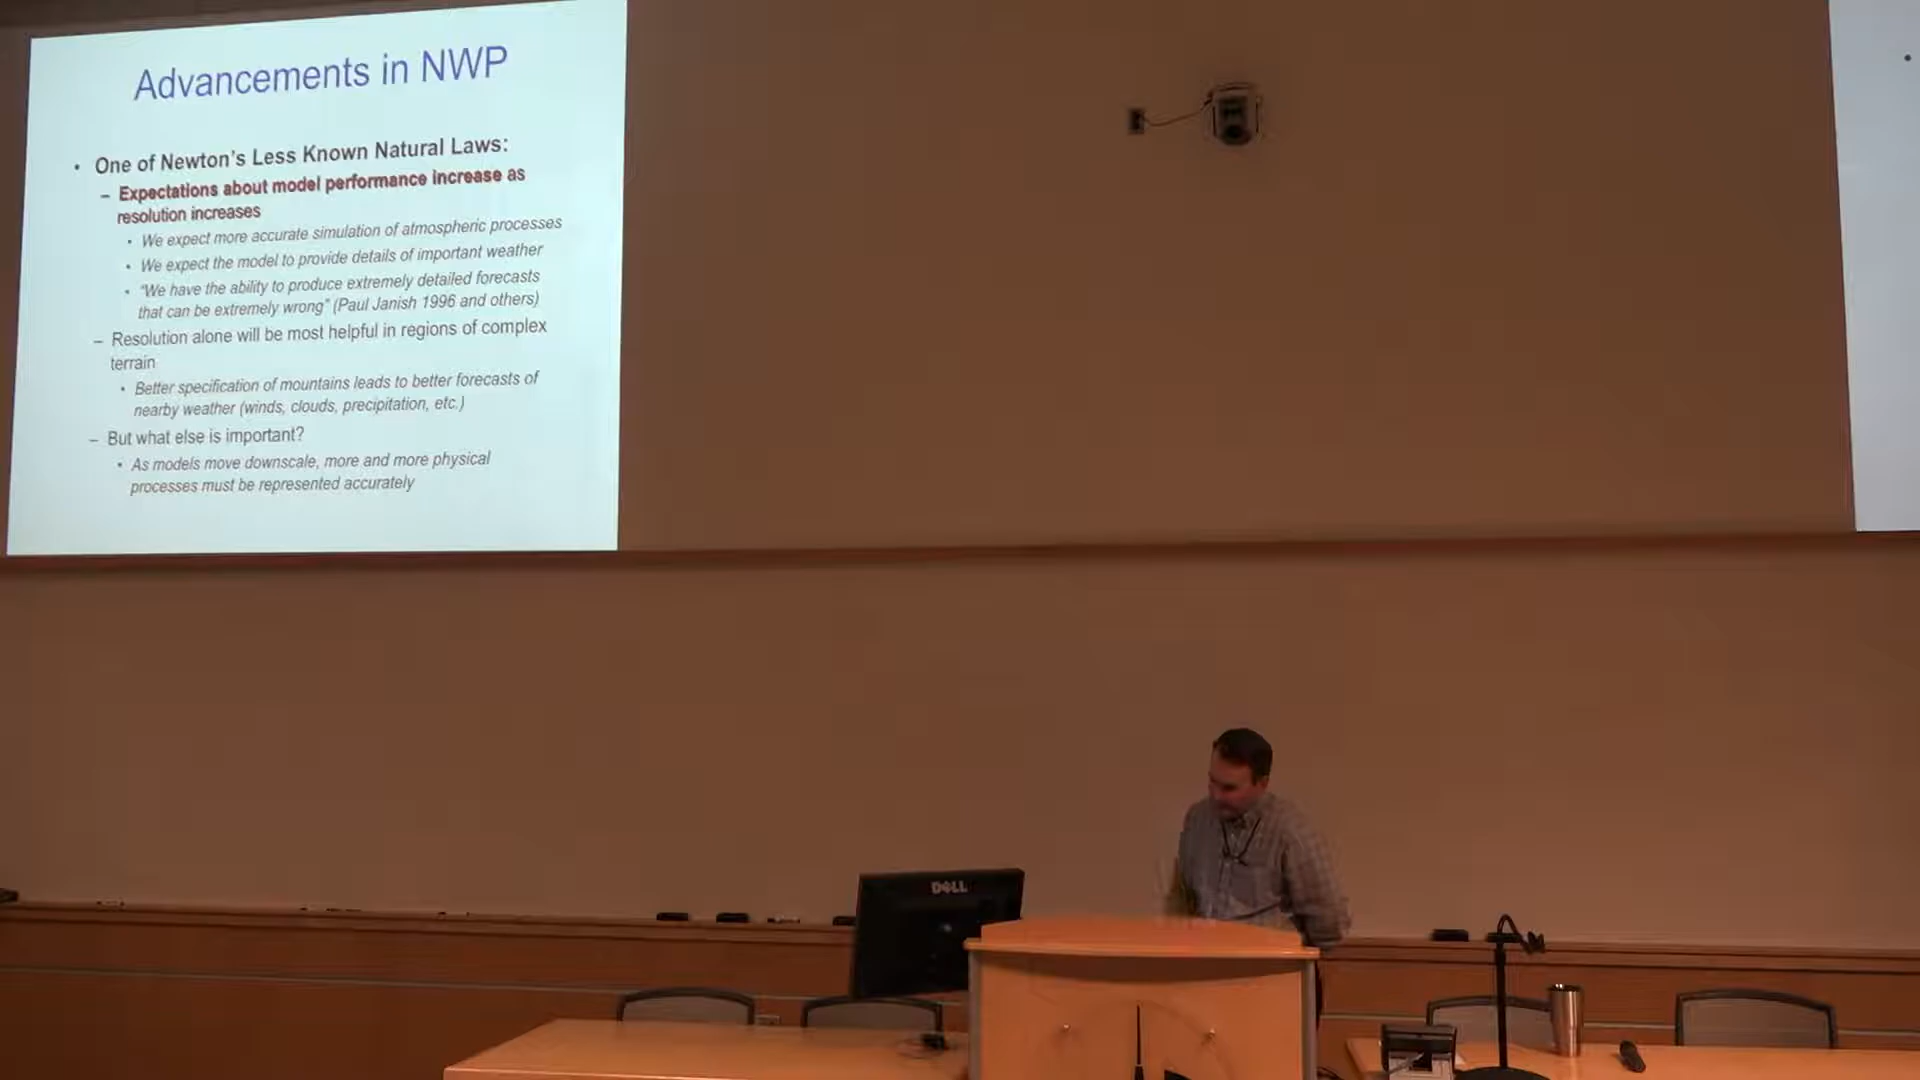 Advancements in NWP
• One of Newton's Less Known Natural Laws:
– Expectations about model performance increase as
resolution increases
• We expect more accurate simulation of atmospheric processes
• We expect the model to provide details of important weather
• "We have the ability to produce extremely detailed forecasts
that can be extremely wrong" (Paul Janish 1996 and others)
– Resolution alone will be most helpful in regions of complex
terrain
• Better specification of mountains leads to better forecasts of
nearby weather (winds, clouds, precipitation, etc.)
– But what else is important?
• As models move downscale, more and more physical
processes must be represented accurately
DELL